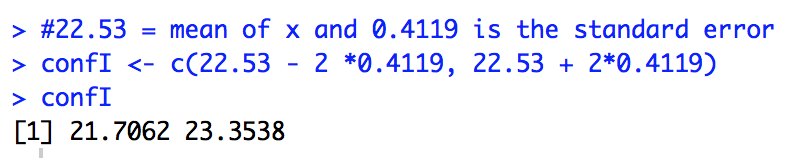 > #22.53 = mean of x and 0.4119 is the standard error
> confI <- c(22.53 - 2 *0.4119, 22.53 + 2*0.4119)
> confI
[1] 21.7062 23.3538